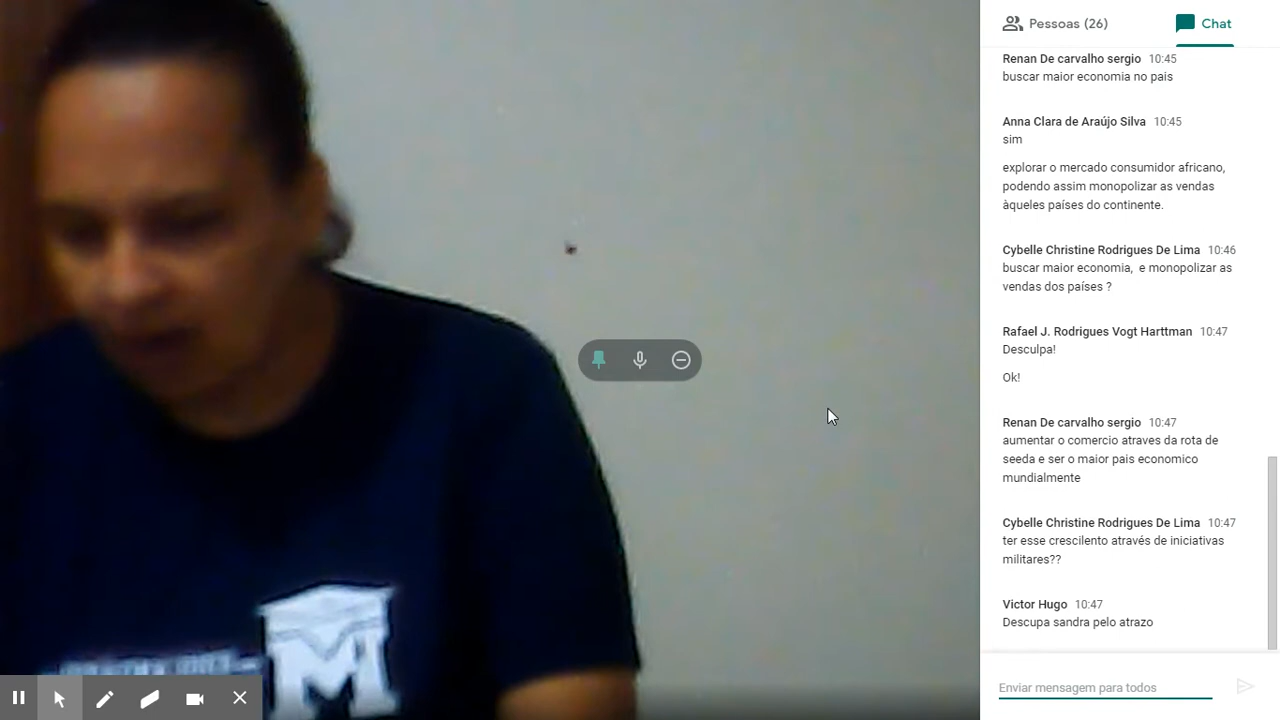 Pessoas (26)
Chat
Renan De carvalho sergio 10:45
buscar maior economia no pais
Anna Clara de Araújo Silva 10:45
sim
explorar o mercado consumidor africano,
podendo assim monopolizar as vendas
àqueles países do continente.
Cybelle Christine Rodrigues De Lima 10:46
buscar maior economia, e monopolizar as
vendas dos países ?
Rafael J. Rodrigues Vogt Harttman 10:47
Desculpa!
Ok!
Renan De carvalho sergio 10:47
aumentar o comercio atraves da rota de
seeda e ser o maior pais economico
mundialmente
Cybelle Christine Rodrigues De Lima 10:47
ter esse crescilento através de iniciativas
militares??
Victor Hugo 10:47
Descupa sandra pelo atrazo
Enviar mensagem para todos
M